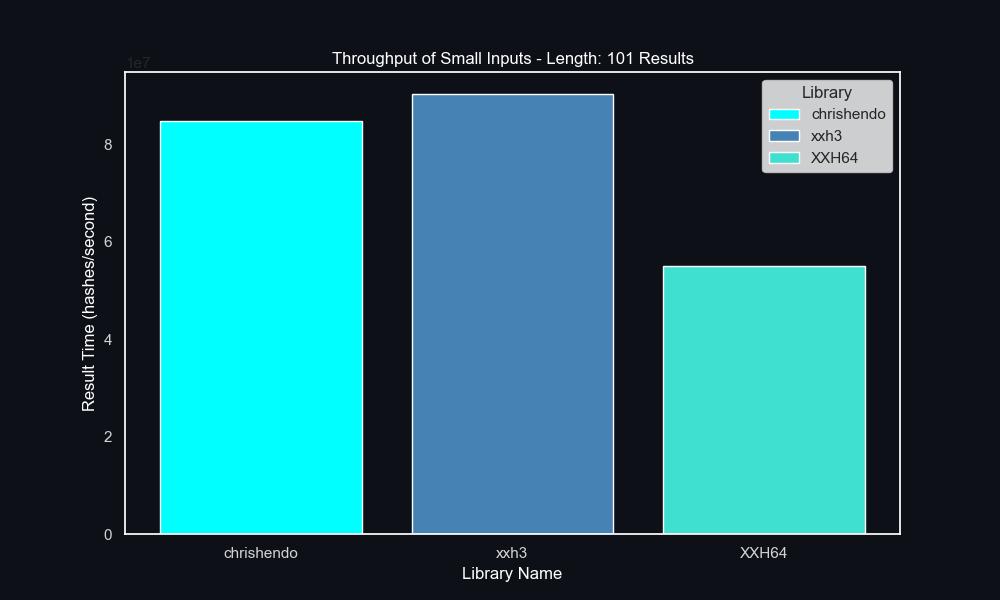 Throughput of Small Inputs - Length: 101 Results
1e7
8
6
4
2
0
Result Time (hashes/second)
Library
chrishendo
xxh3
XXH64
chrishendo
xxh3
XXH64
Library Name